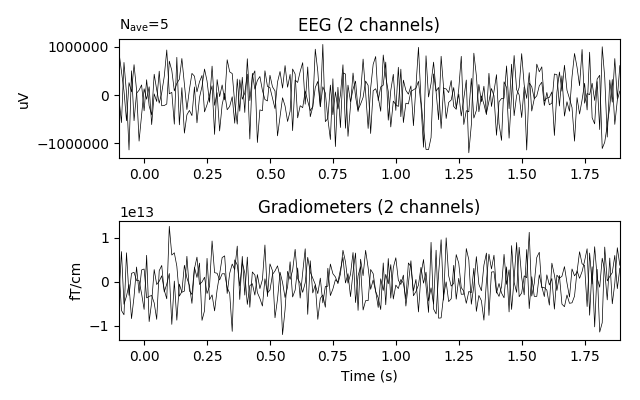 N_ave=5
EEG (2 channels)
1000000
0
−1000000
uV
0.00 0.25 0.50 0.75 1.00 1.25 1.50 1.75
1e13
Gradiometers (2 channels)
1
0
−1
fT/cm
0.00 0.25 0.50 0.75 1.00 1.25 1.50 1.75
Time (s)